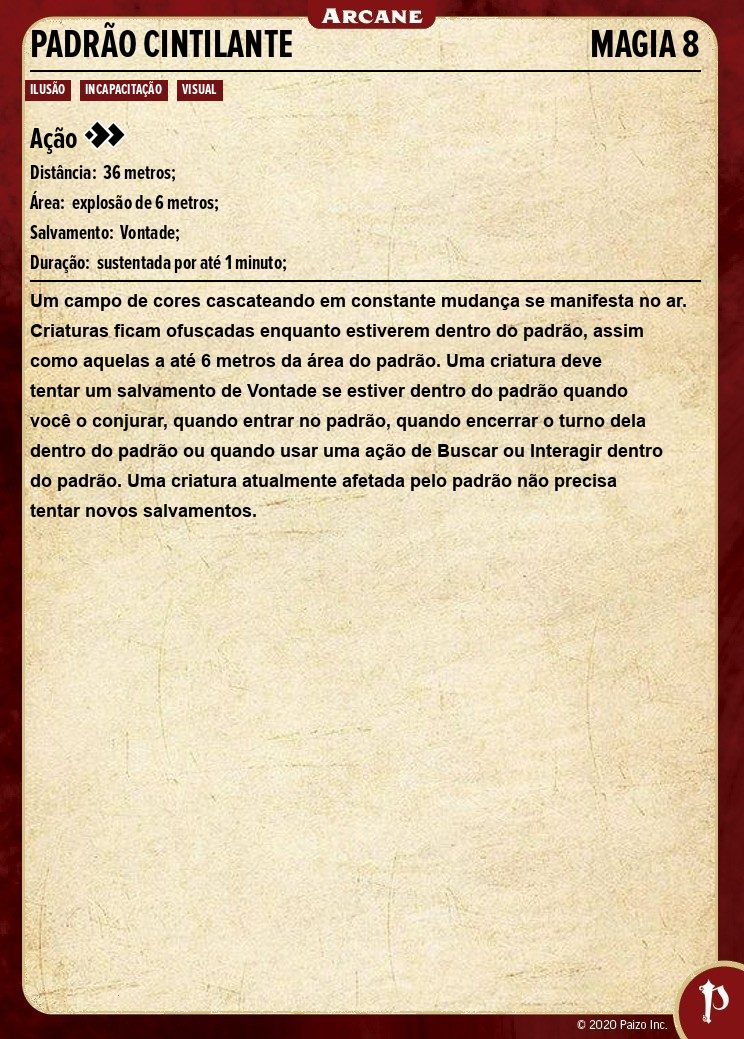 ARCANE
PADRÃO CINTILANTE MAGIA 8
ILUSÃO INCAPACITAÇÃO VISUAL
Ação
Distância: 36 metros;
Área: explosão de 6 metros;
Salvamento: Vontade;
Duração: sustentada por até 1 minuto;
Um campo de cores cascateando em constante mudança se manifesta no ar.
Criaturas ficam ofuscadas enquanto estiverem dentro do padrão, assim
como aquelas a até 6 metros da área do padrão. Uma criatura deve
tentar um salvamento de Vontade se estiver dentro do padrão quando
você o conjurar, quando entrar no padrão, quando encerrar o turno dela
dentro do padrão ou quando usar uma ação de Buscar ou Interagir dentro
do padrão. Uma criatura atualmente afetada pelo padrão não precisa
tentar novos salvamentos.
© 2020 Paizo Inc.